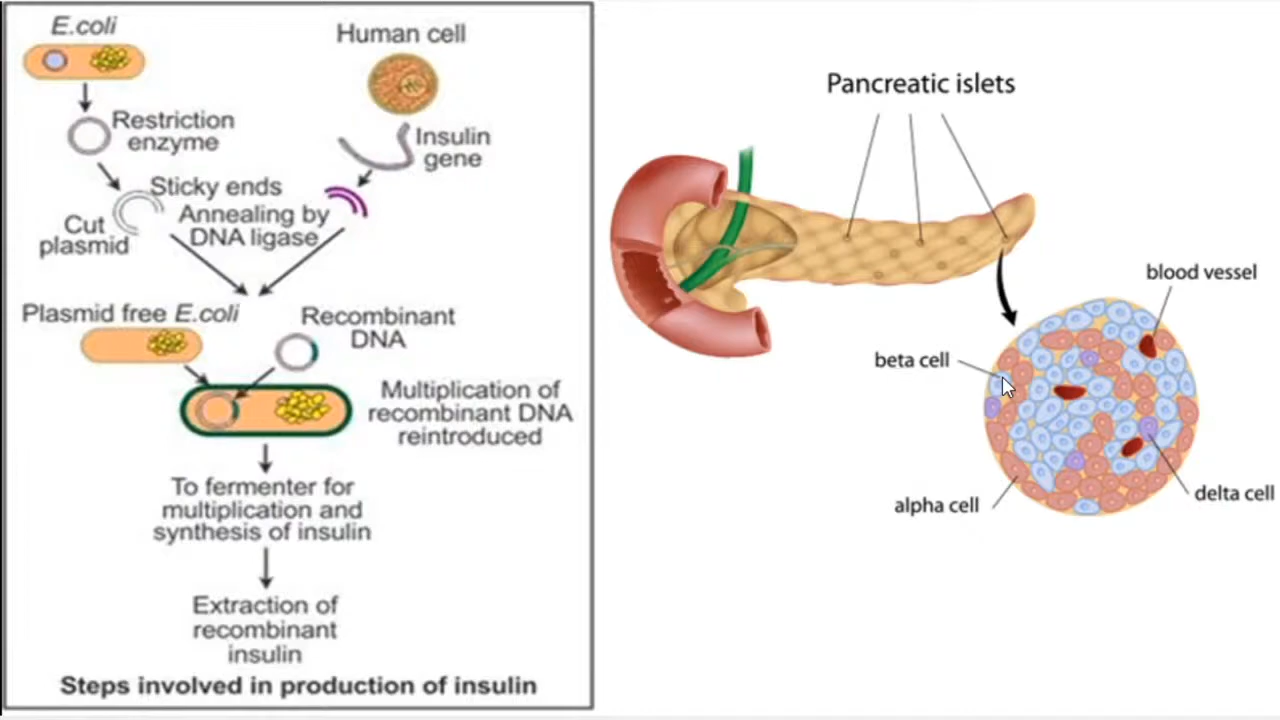 E.coli
Human cell
Restriction
enzyme
Insulin
gene
Sticky ends
Annealing by
DNA ligase
Cut
plasmid
Plasmid free E.coli
Recombinant
DNA
Multiplication of
recombinant DNA
reintroduced
To fermenter for
multiplication and
synthesis of insulin
Extraction of
recombinant
insulin
Steps involved in production of insulin
Pancreatic islets
blood vessel
beta cell
alpha cell
delta cell